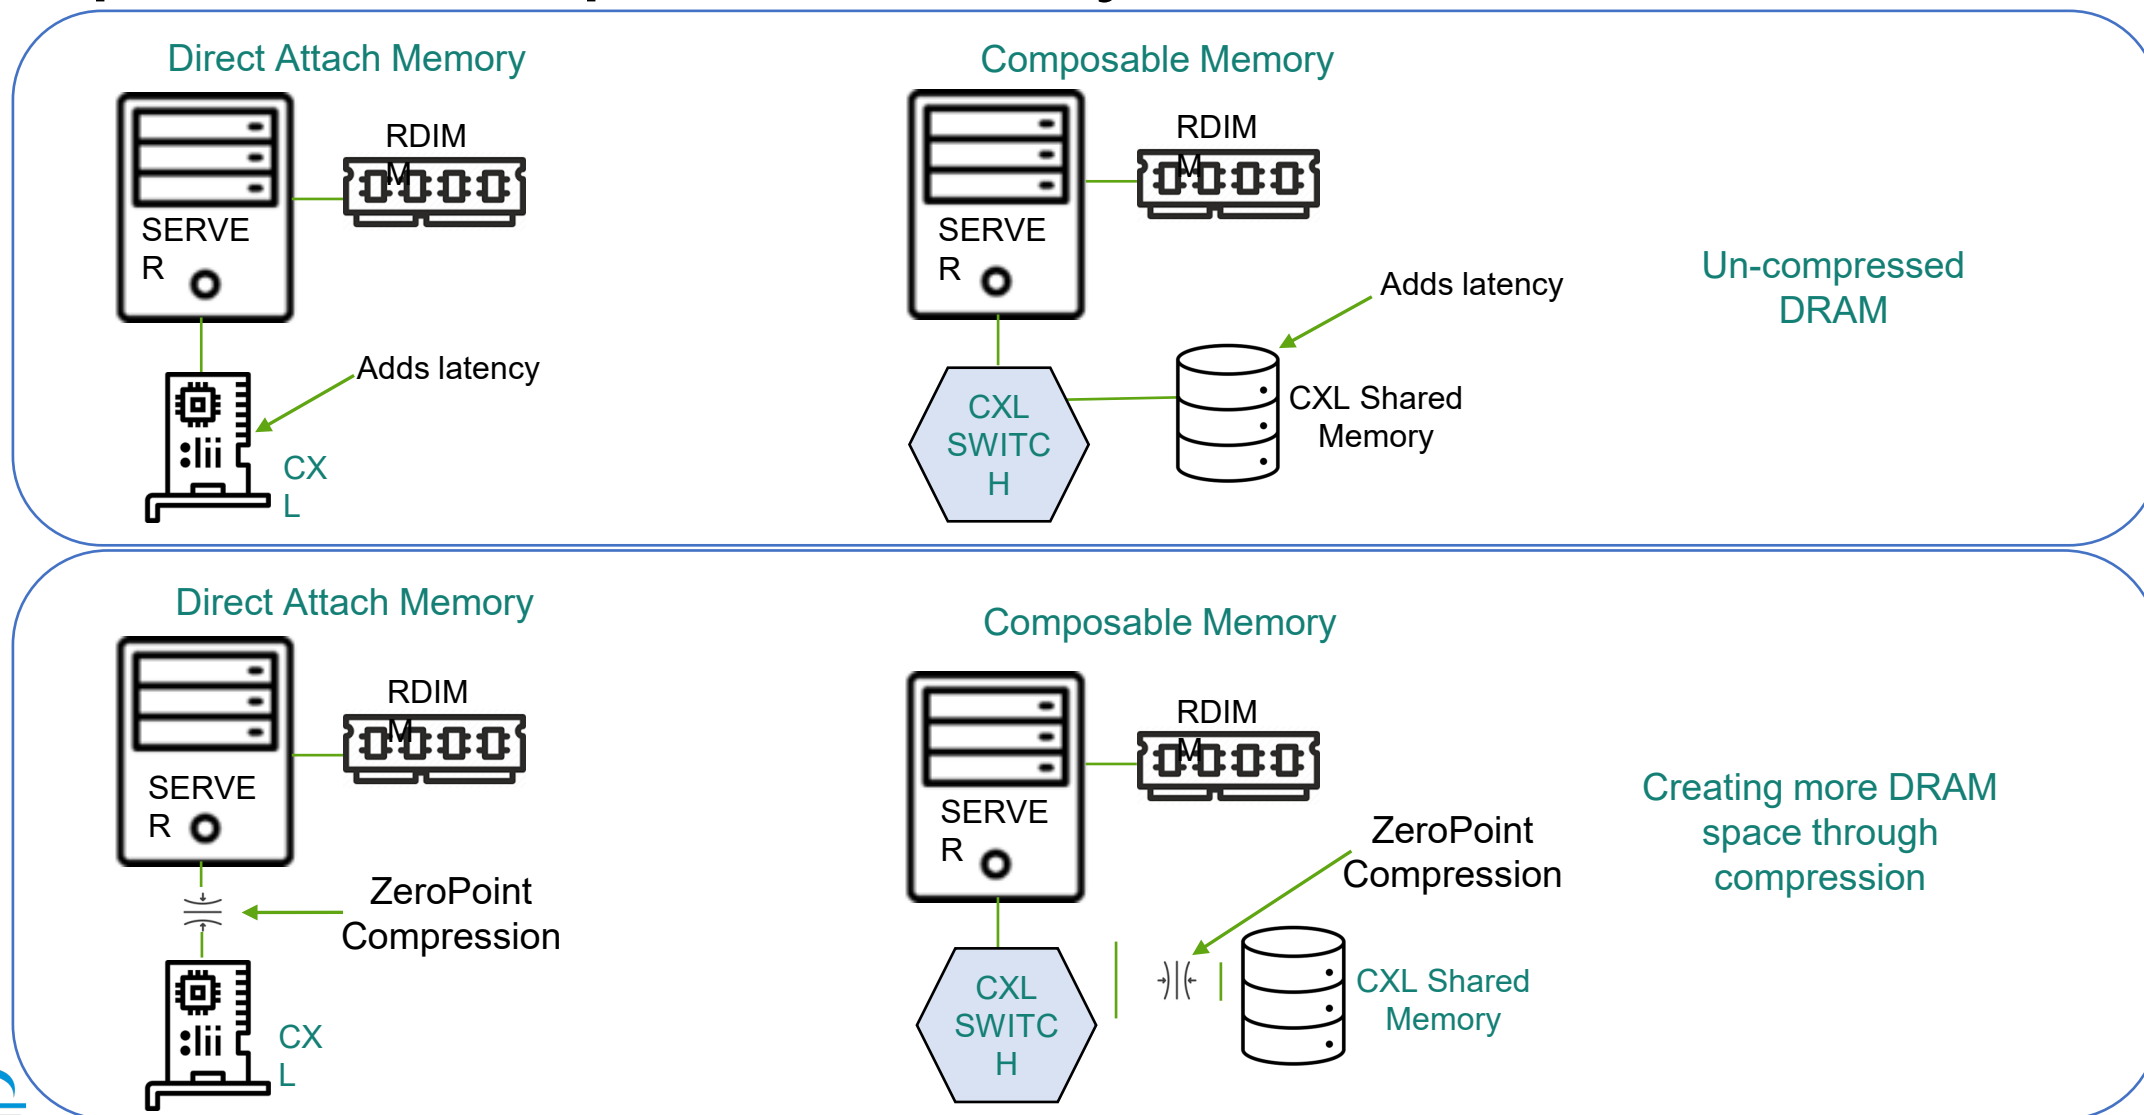 Direct Attach Memory
RDIM
M
SERVE
R
Adds latency
CX
L
Composable Memory
RDIM
M
SERVE
R
Adds latency
CXL
SWITC
H
CXL Shared
Memory
Un-compressed
DRAM
Direct Attach Memory
RDIM
M
SERVE
R
ZeroPoint
Compression
CX
L
Composable Memory
RDIM
M
SERVE
R
ZeroPoint
Compression
CXL
SWITC
H
CXL Shared
Memory
Creating more DRAM
space through
compression